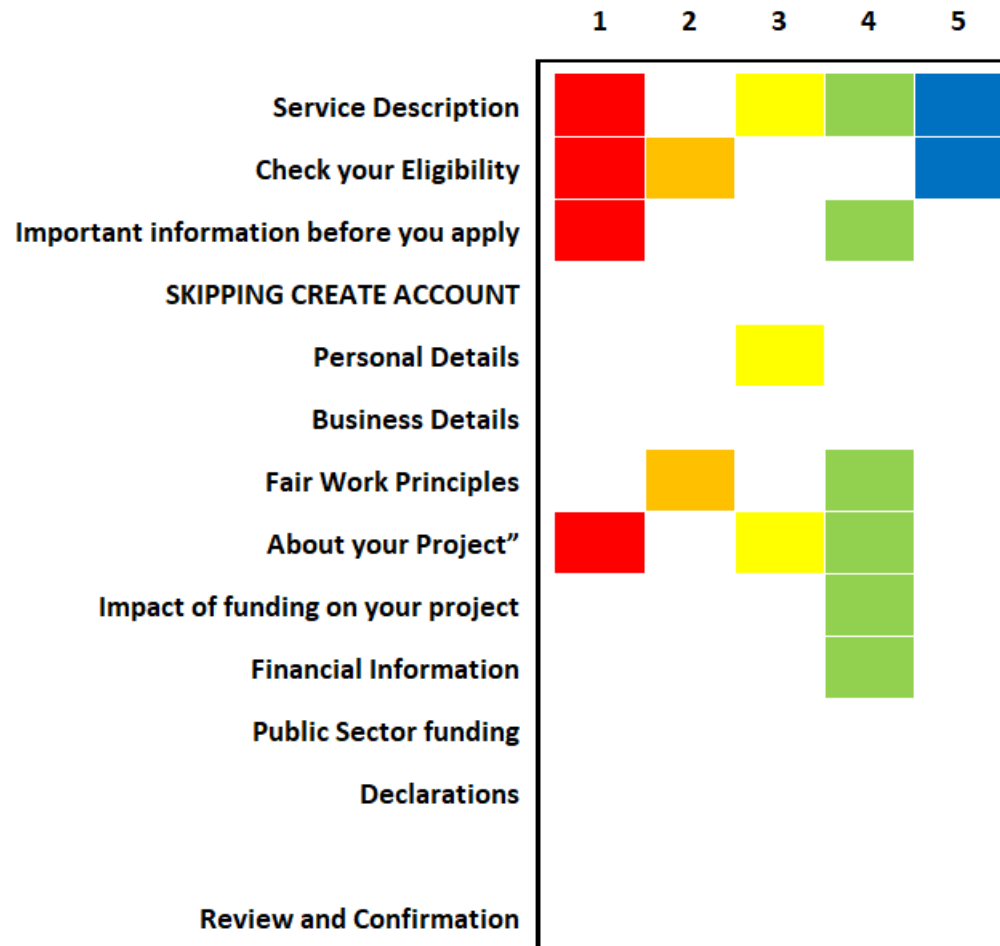 1 2 3 4 5
Service Description
Check your Eligibility
Important information before you apply
SKIPPING CREATE ACCOUNT
Personal Details
Business Details
Fair Work Principles
About your Project”
Impact of funding on your project
Financial Information
Public Sector funding
Declarations
Review and Confirmation